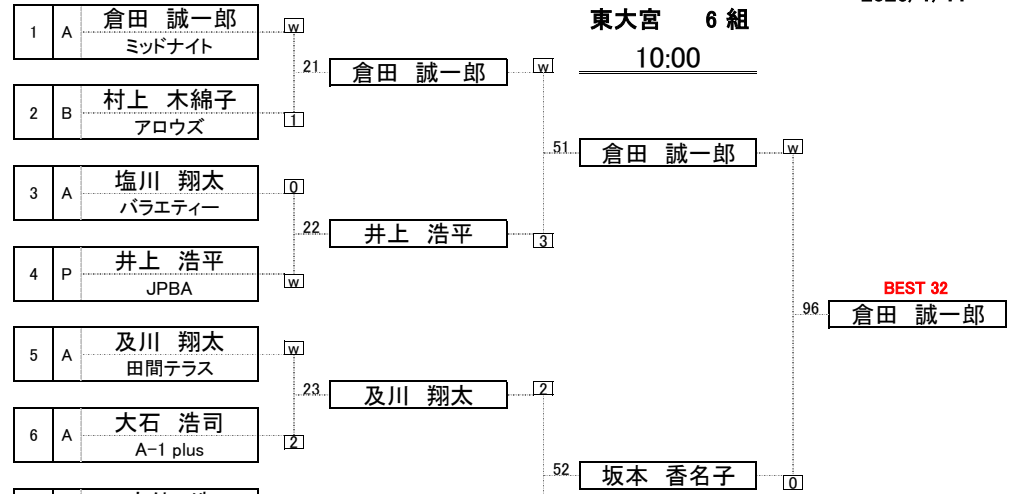 東大宮 6 組
10:00
1 A 倉田 誠一郎 w
ミッドナイト
21 倉田 誠一郎 w
2 B 村上 木綿子 1
アロウズ
51 倉田 誠一郎 w
3 A 塩川 翔太 0
バラエティー
22 井上 浩平 3
4 P 井上 浩平 w
JPBA
BEST 32
96 倉田 誠一郎
5 A 及川 翔太 w
田間テラス
23 及川 翔太 2
6 A 大石 浩司 2
A-1 plus
52 坂本 香名子 0